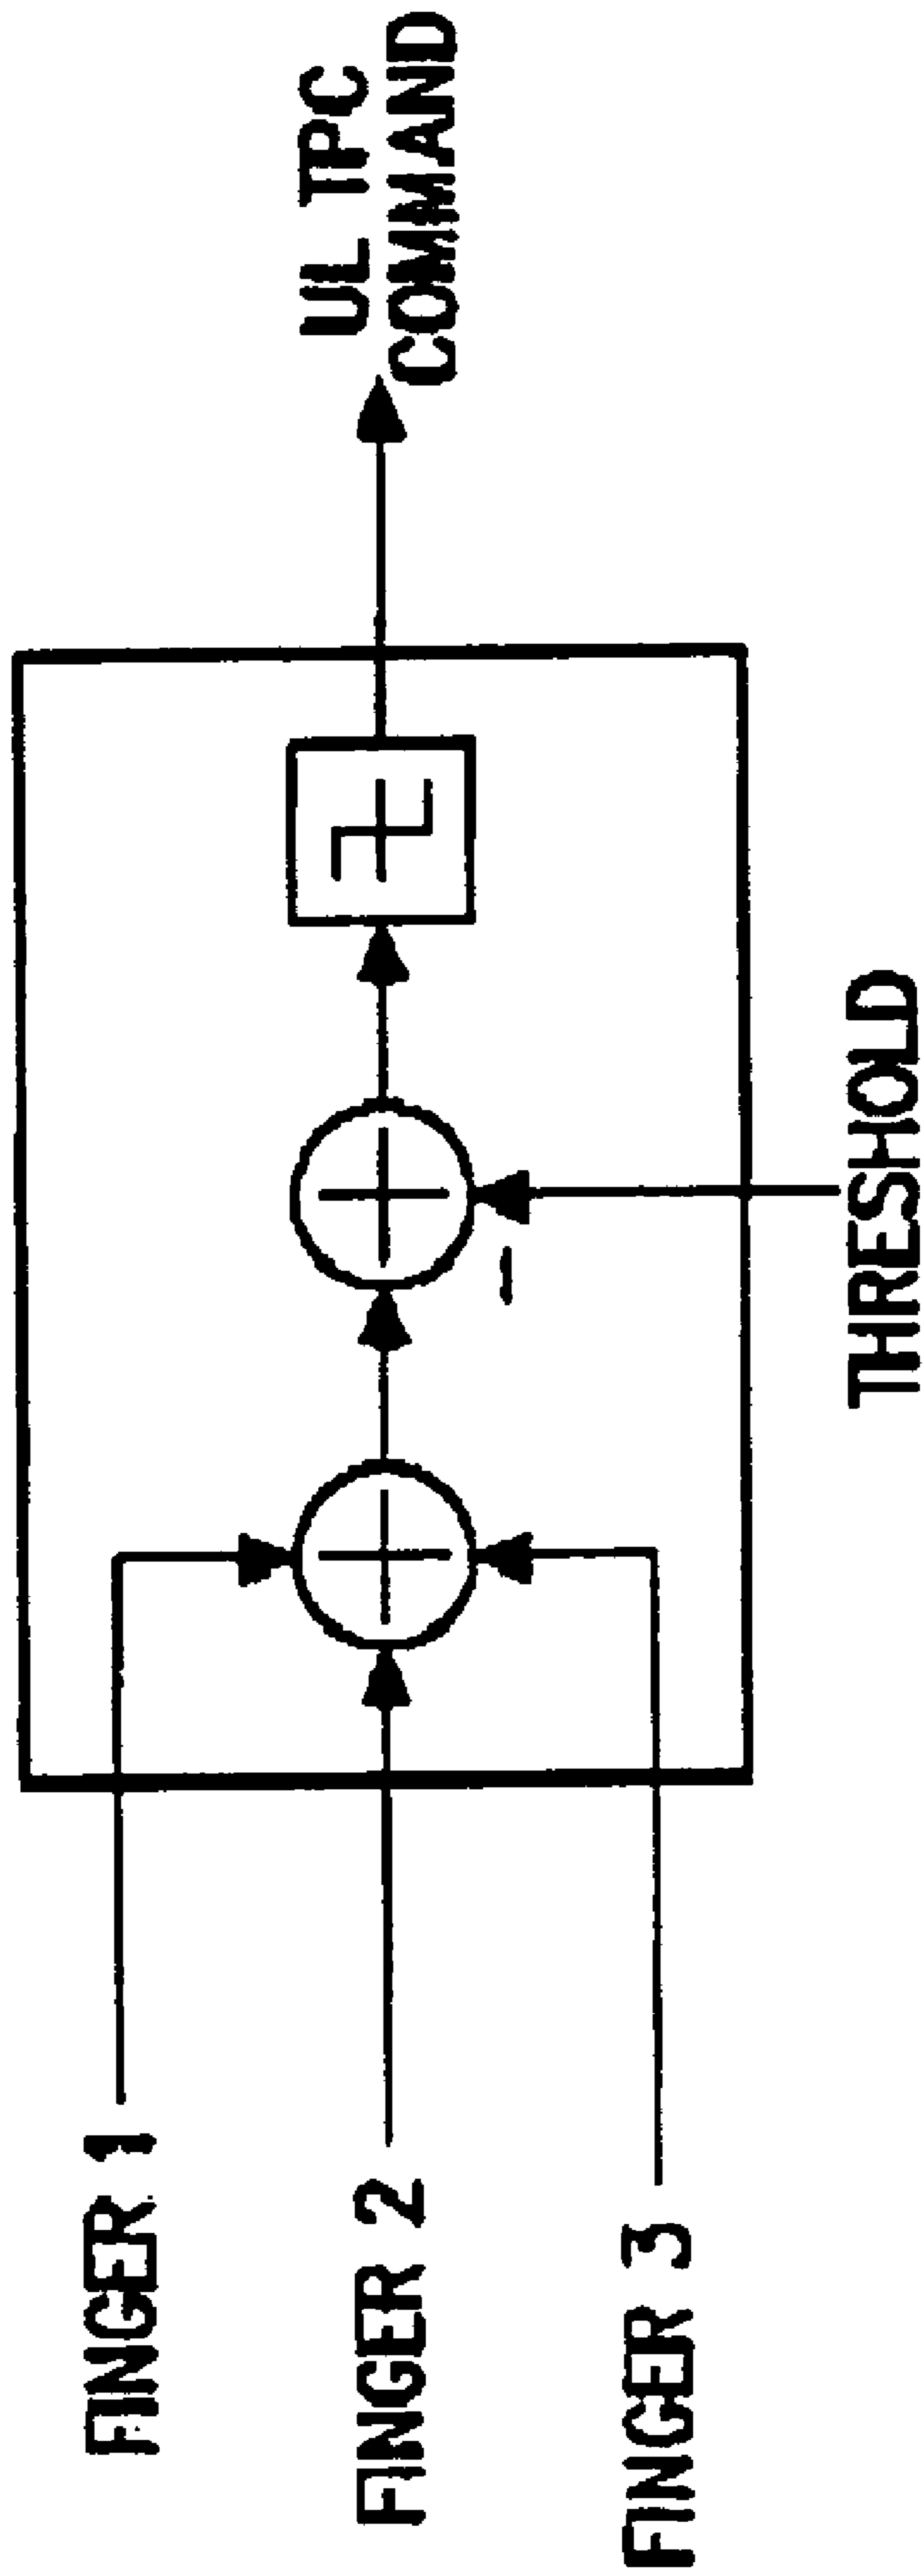 FINGER 1
FINGER 2
FINGER 3
THRESHOLD
UL TPC
COMMAND